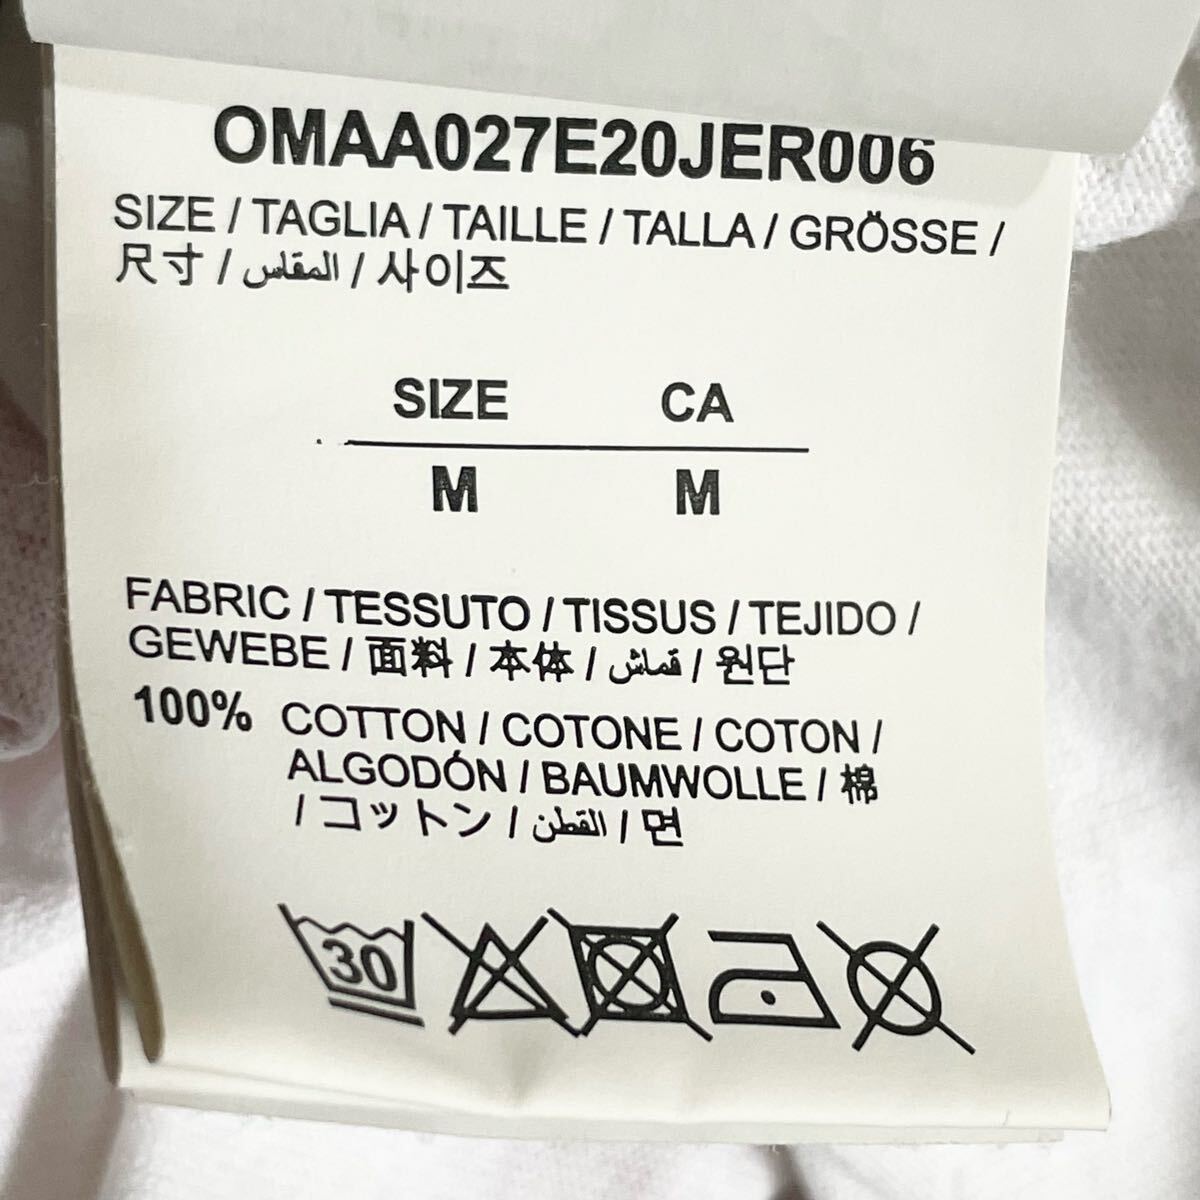 OMAA027E20JER006
SIZE / TAGLIA / TAILLE / TALLA / GRÖSSE /
尺寸 / المقاس / 사이즈
SIZE CA
M M
FABRIC / TESSUTO / TISSUS / TEJIDO /
GEWEBE / 面料 / 本体 / قماش / 원단
100% COTTON / COTONE / COTON /
ALGODÓN / BAUMWOLLE / 棉
/ コットン / القطن / 면
30